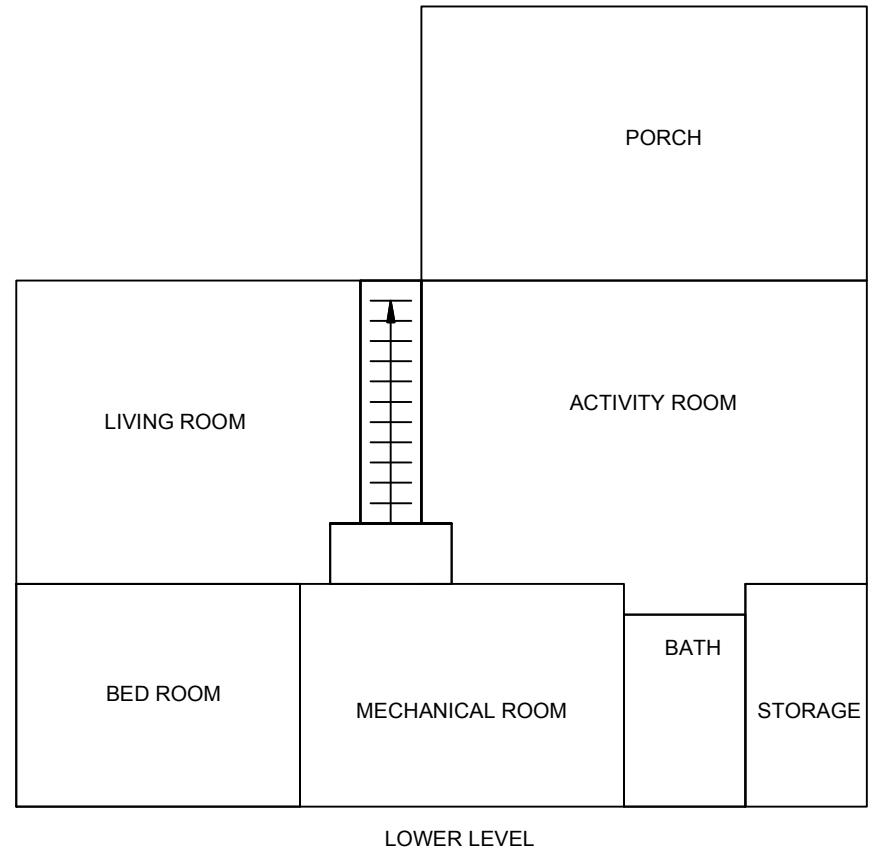 PORCH
ACTIVITY ROOM
LIVING ROOM
BATH
BED ROOM
MECHANICAL ROOM
STORAGE
LOWER LEVEL